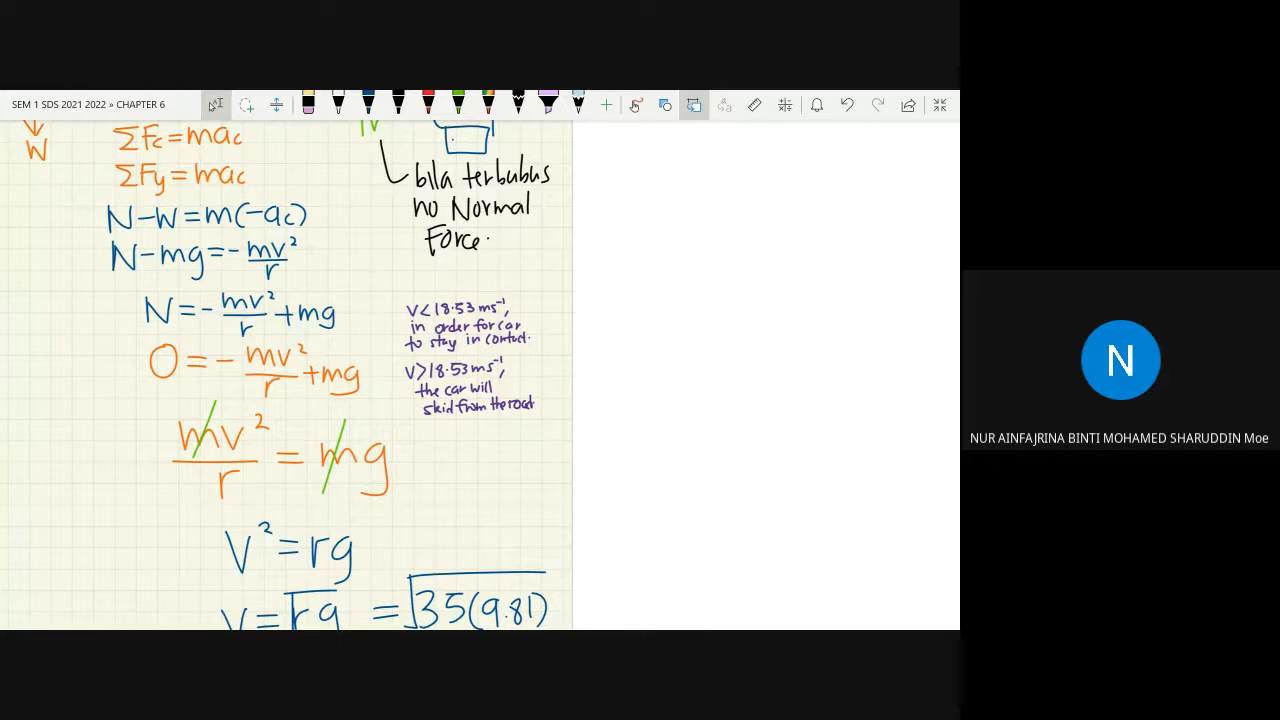 SEM 1 SDS 2021 2022 » CHAPTER 6
W
ΣFc = mac
ΣFy = mac
N-W = m(-ac)
N-mg = - mv²/r
N = - mv²/r + mg
0 = - mv²/r + mg
mv²/r = mg
v² = rg
v = √rg = √35(9.81)
N
bila terbubus
no Normal
Force.
v < 18.53 ms⁻¹,
in order for car
to stay in contact.
v > 18.53 ms⁻¹,
the car will
skid from the road
N
NUR AINFAJRINA BINTI MOHAMED SHARUDDIN Moe